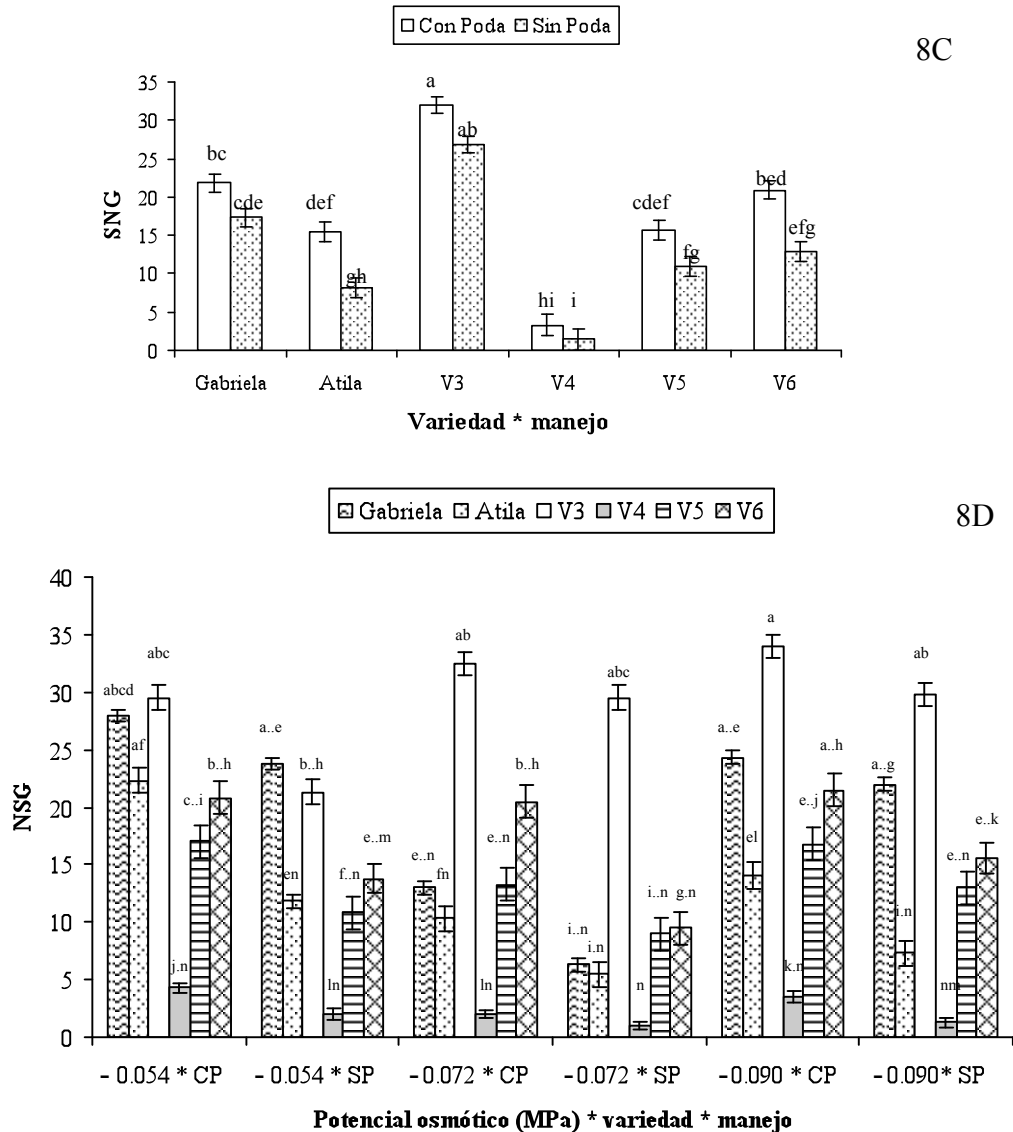 Con Poda Sin Poda
8C
35
30
25
20
15
10
5
0
SNG
a
ab
bc
cde
def
gh
hi
i
cdef
fg
bcd
efg
Gabriela Atila V3 V4 V5 V6
Variedad * manejo
Gabriela Atila V3 V4 V5 V6
8D
40
35
30
25
20
15
10
5
0
NSG
abcd
af
abc
j.n
c..i
b..h
a..e
en
b..h
ln
f..n
e..m
e..n
fn
ab
ln
e..n
b..h
i..n
i.n
abc
n
i..n
g.n
a..e
el
a
k.n
e..j
a..h
a..g
i.n
ab
nm
e..n
e..k
- 0.054 * CP - 0.054 * SP - 0.072 * CP - 0.072 * SP - 0.090 * CP - 0.090* SP
Potencial osmótico (MPa) * variedad * manejo